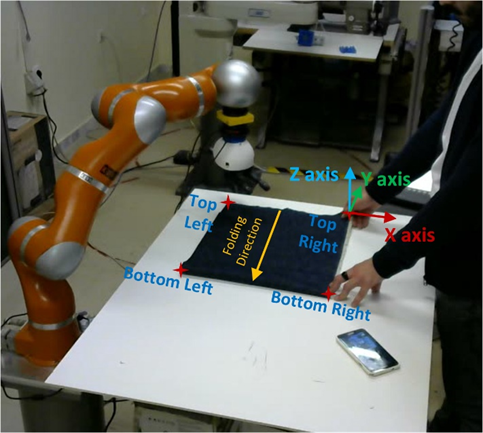 Z axis
Y axis
Top
Left
Folding
Direction
Top
Right
X axis
Bottom Left
Bottom Right